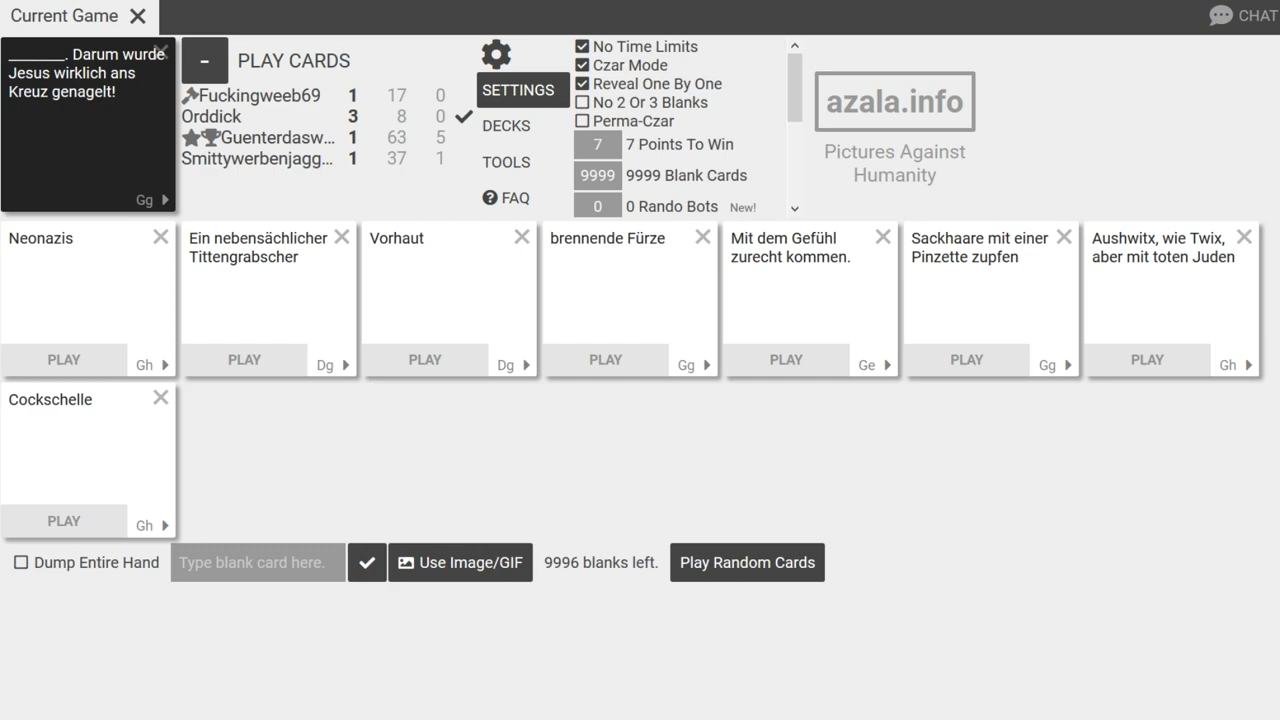 Current Game
CHAT
_______. Darum wurde
Jesus wirklich ans
Kreuz genagelt!
Gg
- PLAY CARDS
Fuckingweeb69 1 17 0
Orddick 3 8 0
Guenterdasw... 1 63 5
Smittywerbenjagg... 1 37 1
SETTINGS
DECKS
TOOLS
FAQ
No Time Limits
Czar Mode
Reveal One By One
No 2 Or 3 Blanks
Perma-Czar
7 7 Points To Win
9999 9999 Blank Cards
0 0 Rando Bots New!
azala.info
Pictures Against
Humanity
Neonazis
PLAY Gh
Ein nebensächlicher
Tittengrabscher
PLAY Dg
Vorhaut
PLAY Dg
brennende Fürze
PLAY Gg
Mit dem Gefühl
zurecht kommen.
PLAY Ge
Sackhaare mit einer
Pinzette zupfen
PLAY Gg
Aushwitx, wie Twix,
aber mit toten Juden
PLAY Gh
Cockschelle
PLAY Gh
Dump Entire Hand
Type blank card here.
Use Image/GIF
9996 blanks left.
Play Random Cards